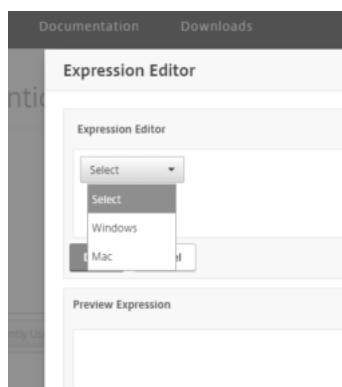 Documentation Downloads
Expression Editor
Expression Editor
Select
Select
Windows
Mac
Preview Expression